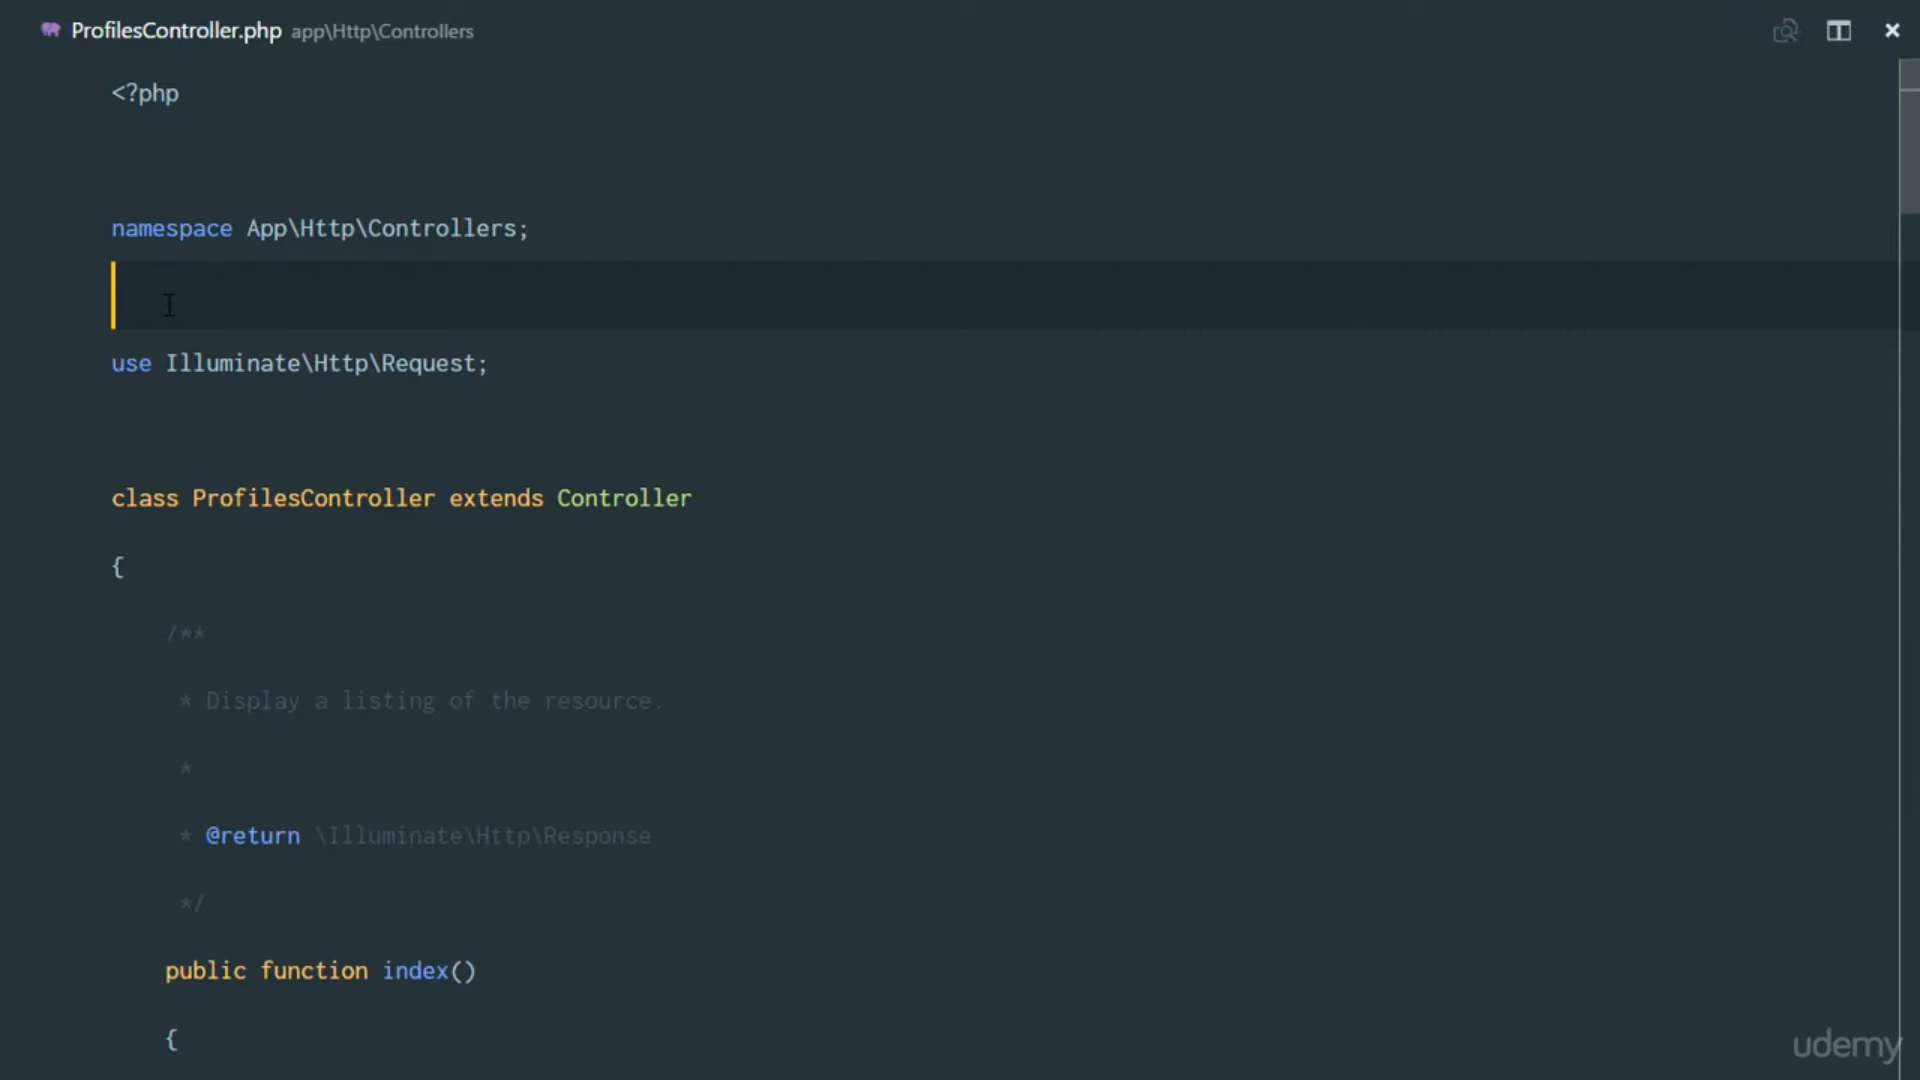 ProfilesController.php app\Http\Controllers
<?php
namespace App\Http\Controllers;
use Illuminate\Http\Request;
class ProfilesController extends Controller
{
/**
* Display a listing of the resource.
*
* @return \Illuminate\Http\Response
*/
public function index()
{
udemy